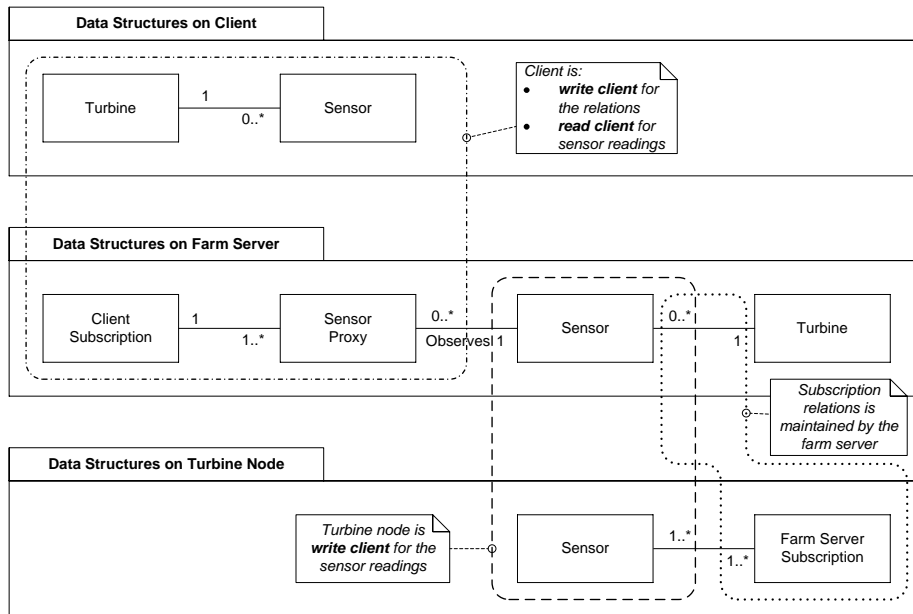 Data Structures on Client
Turbine
1
0..*
Sensor
Client is:
• write client for
the relations
• read client for
sensor readings
Data Structures on Farm Server
Client
Subscription
1
1..*
Sensor
Proxy
0..*
Observes 1
Sensor
0..*
1
Turbine
Subscription
relations is
maintained by the
farm server
Data Structures on Turbine Node
Turbine node is
write client for the
sensor readings
Sensor
1..*
1..*
Farm Server
Subscription